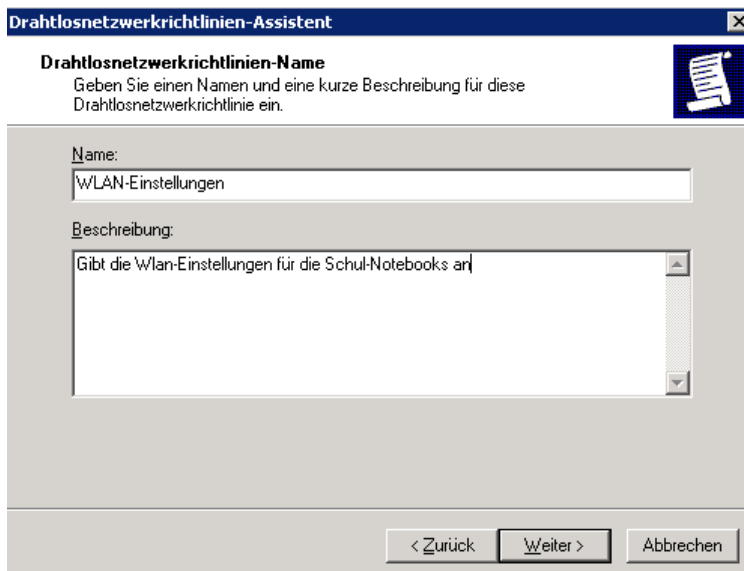 Drahtlosnetzwerkrichtlinien-Assistent
Drahtlosnetzwerkrichtlinien-Name
Geben Sie einen Namen und eine kurze Beschreibung für diese
Drahtlosnetzwerkrichtlinie ein.
Name:
WLAN-Einstellungen
Beschreibung:
Gibt die Wlan-Einstellungen für die Schul-Notebooks an
< Zurück
Weiter >
Abbrechen